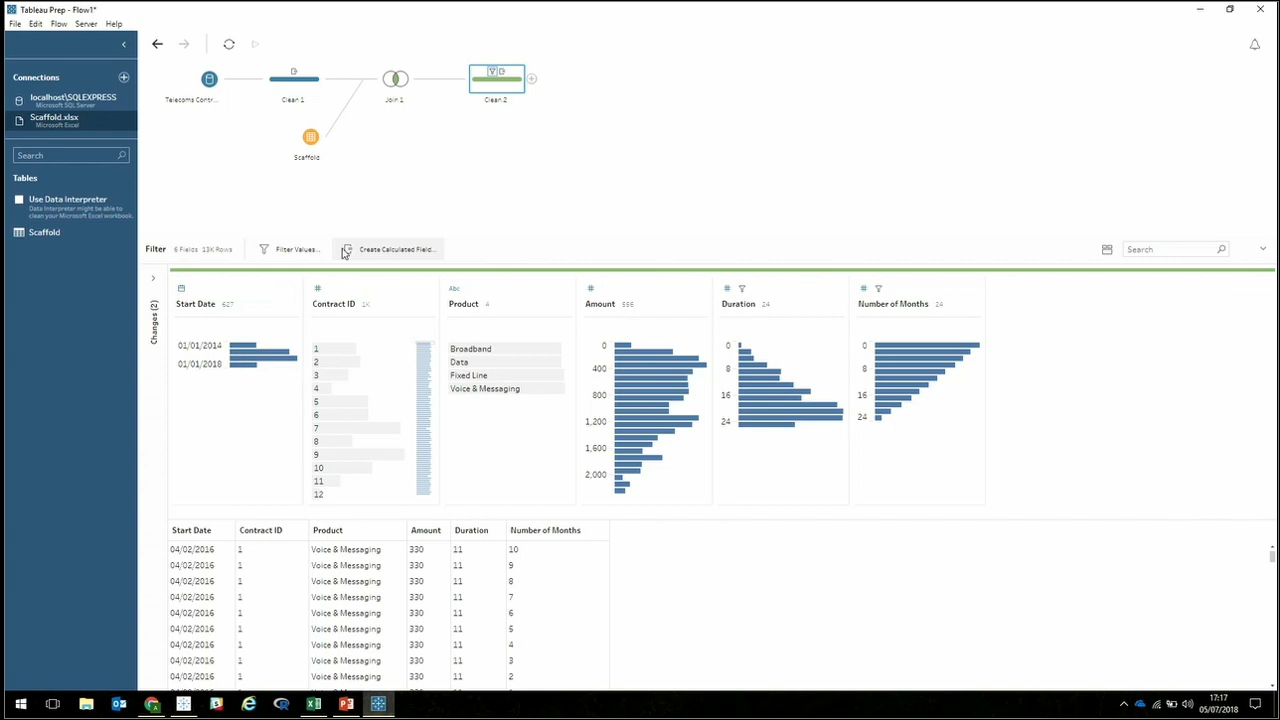 Tableau Prep - Flow1*
File Edit Flow Server Help
Connections
localhost\SQLEXPRESS
Microsoft SQL Server
Scaffold.xlsx
Microsoft Excel
Search
Tables
Use Data Interpreter
Data Interpreter might be able to
clean your Microsoft Excel workbook.
Scaffold
Telecoms Contr...
Clean 1
Join 1
Clean 2
Scaffold
Filter 6 Fields 13K Rows Filter Values... Create Calculated Field... Search
Changes (2)
Start Date 627
01/01/2014
01/01/2018
Contract ID 1K
1
2
3
4
5
6
7
8
9
10
11
12
Abc
Product 4
Broadband
Data
Fixed Line
Voice & Messaging
Amount 555
0
400
800
1,200
1,600
2,000
Duration 24
0
8
16
24
Number of Months 24
0
8
16
24
Start Date Contract ID Product Amount Duration Number of Months
04/02/2016 1 Voice & Messaging 330 11 10
04/02/2016 1 Voice & Messaging 330 11 9
04/02/2016 1 Voice & Messaging 330 11 8
04/02/2016 1 Voice & Messaging 330 11 7
04/02/2016 1 Voice & Messaging 330 11 6
04/02/2016 1 Voice & Messaging 330 11 5
04/02/2016 1 Voice & Messaging 330 11 4
04/02/2016 1 Voice & Messaging 330 11 3
04/02/2016 1 Voice & Messaging 330 11 2
17:17
05/07/2018